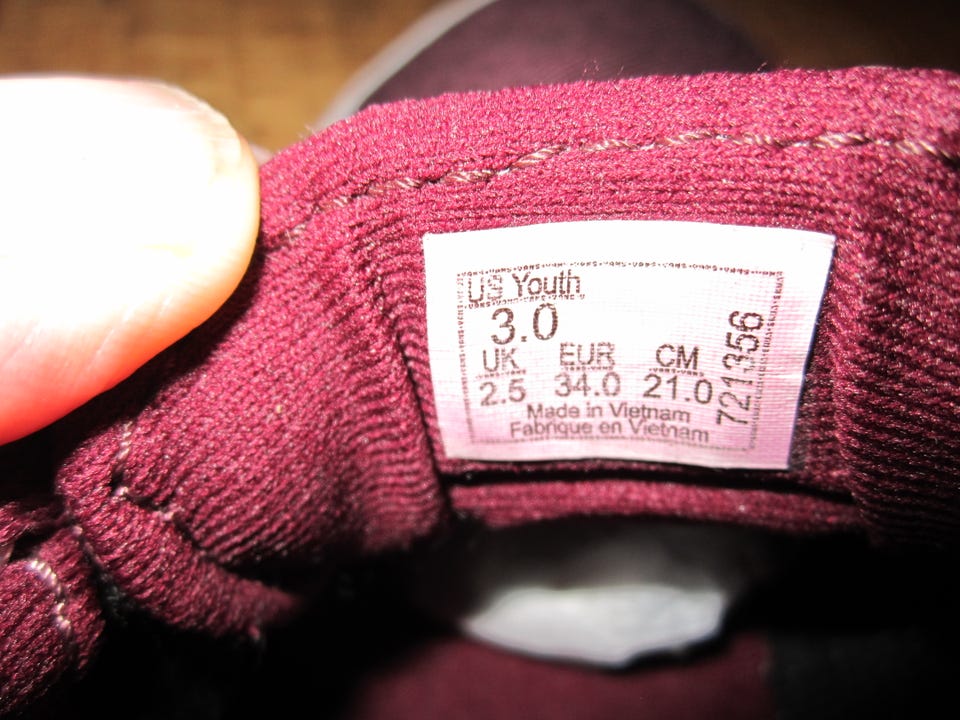 US Youth
3.0
UK EUR CM
2.5 34.0 21.0
Made in Vietnam
Fabrique en Vietnam
721356